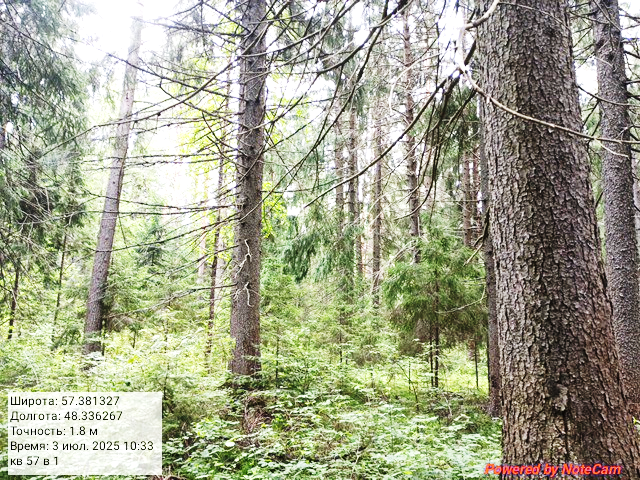 Широта: 57.381327
Долгота: 48.336267
Точность: 1.8 м
Время: 3 июл. 2025 10:33
кв 57 в 1
Powered by NoteCam